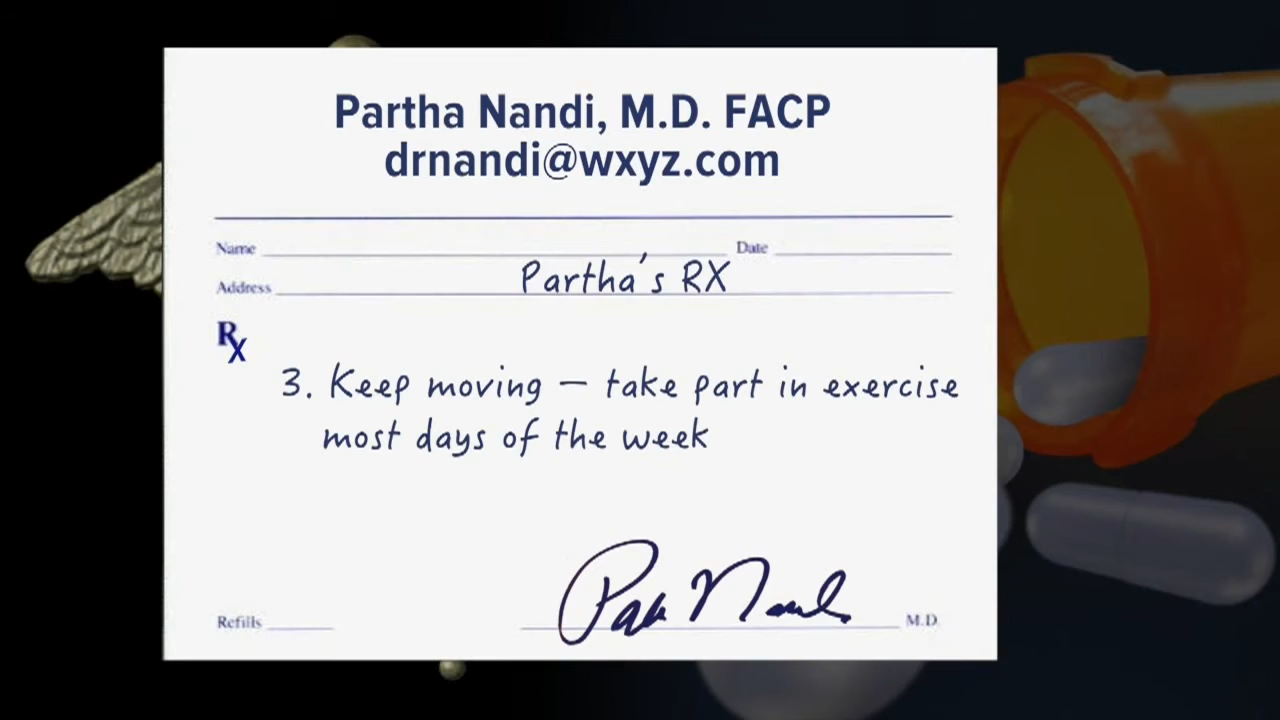 Partha Nandi, M.D. FACP
drnandi@wxyz.com
Name Date
Partha's RX
Address
Rx
3. Keep moving — take part in exercise
most days of the week
Refills M.D.